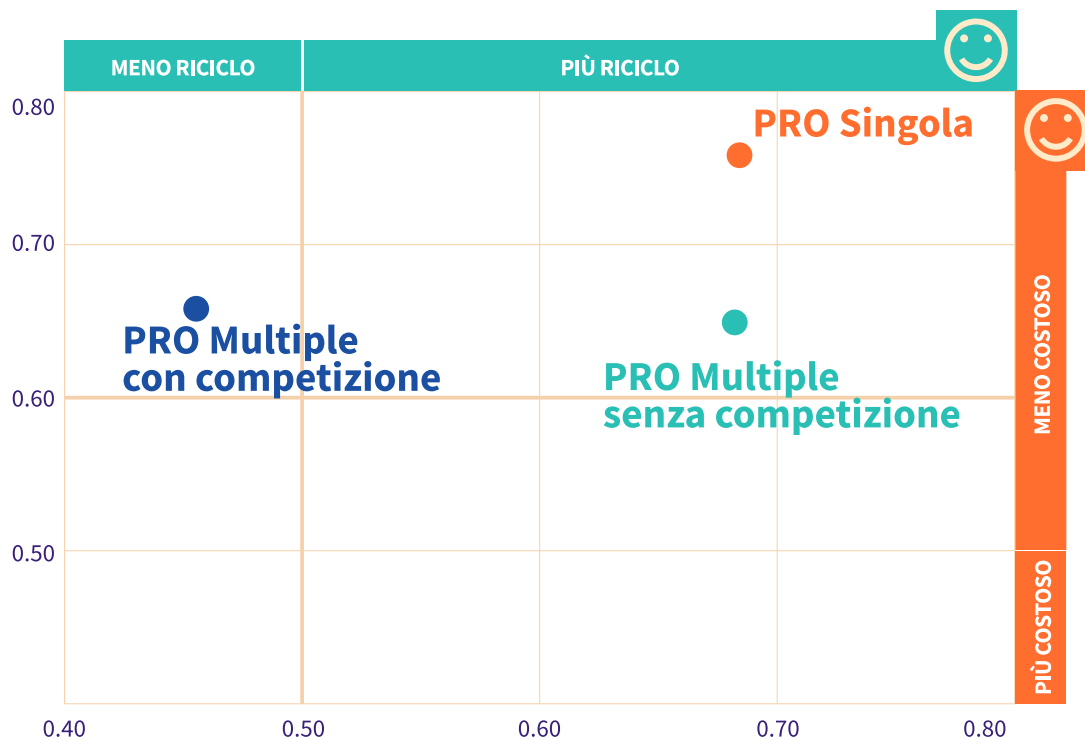 MENO RICICLO
PIÙ RICICLO
0.80
PRO Singola
0.70
MENO COSTOSO
PRO Multiple
con competizione
PRO Multiple
senza competizione
0.60
0.50
PIÙ COSTOSO
0.40
0.50
0.60
0.70
0.80